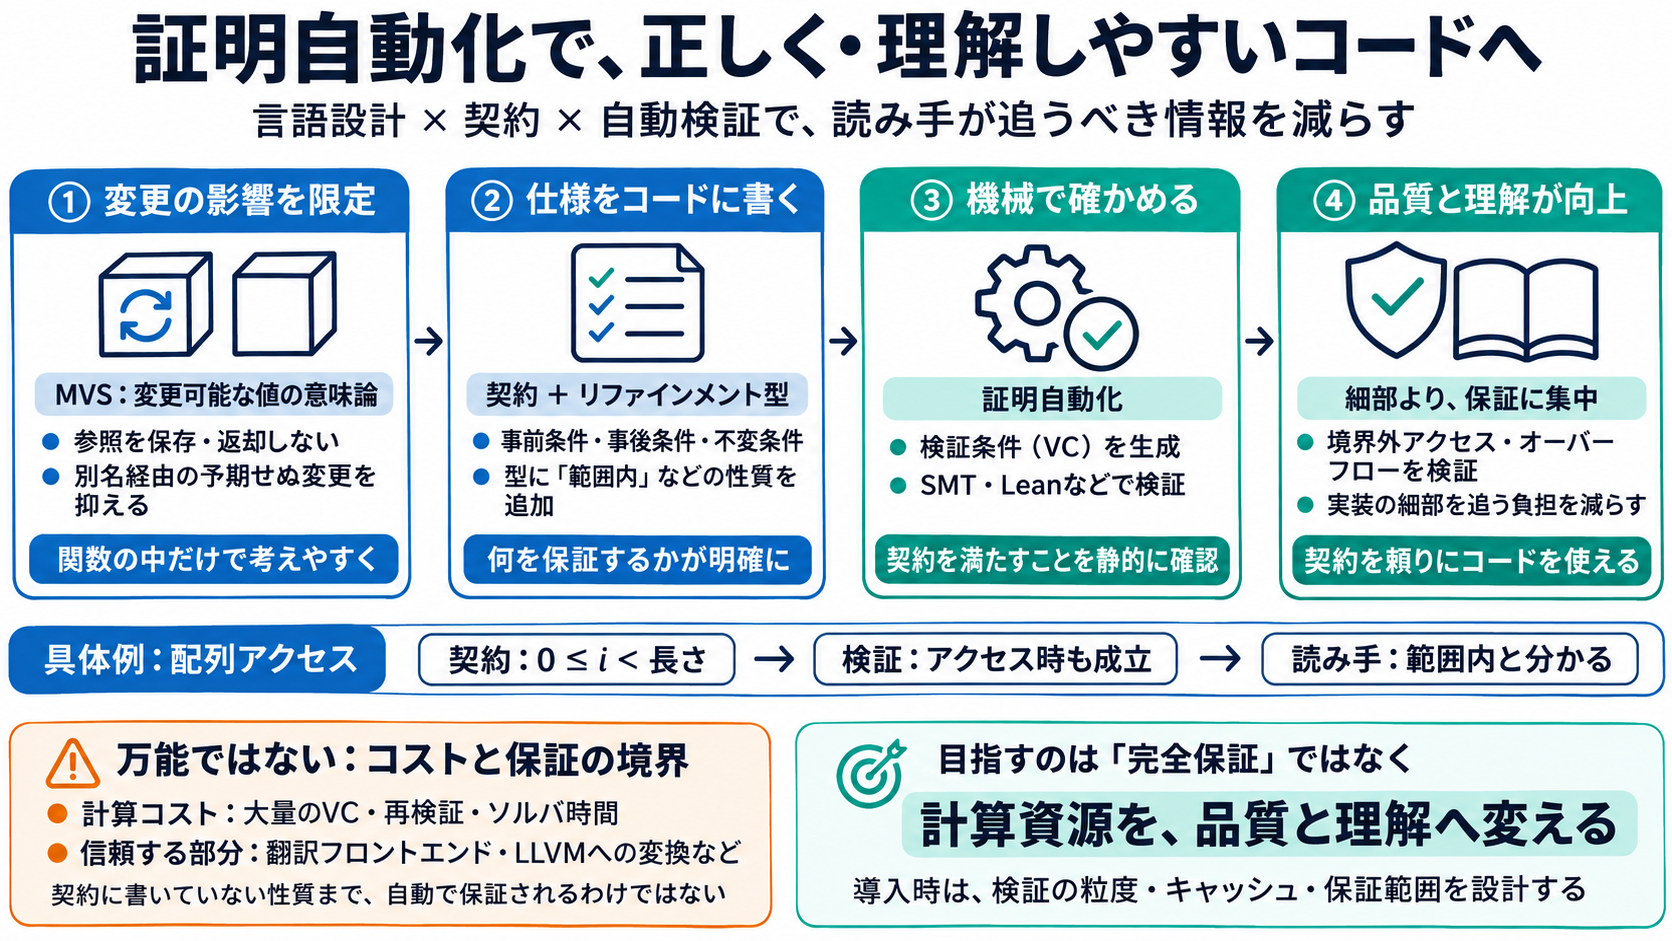 証明自動化で、正しく・理解しやすいコードへ
言語設計 × 契約 × 自動検証で、読み手が追うべき情報を減らす
① 変更の影響を限定
MVS：変更可能な値の意味論
● 参照を保存・返却しない
● 別名経由の予期せぬ変更を
抑える
関数の中だけで考えやすく
② 仕様をコードに書く
契約 ＋ リファインメント型
● 事前条件・事後条件・不変条件
● 型に「範囲内」などの性質を
追加
何を保証するかが明確に
③ 機械で確かめる
証明自動化
● 検証条件（VC）を生成
● SMT・Leanなどで検証
契約を満たすことを静的に確認
④ 品質と理解が向上
細部より、保証に集中
● 境界外アクセス・オーバー
フローを検証
● 実装の細部を追う負担を減らす
契約を頼りにコードを使える
具体例：配列アクセス
契約：0 ≤ i < 長さ
検証：アクセス時も成立
読み手：範囲内と分かる
万能ではない：コストと保証の境界
● 計算コスト：大量のVC・再検証・ソルバ時間
● 信頼する部分：翻訳フロントエンド・LLVMへの変換など
契約に書いていない性質まで、自動で保証されるわけではない
目指すのは「完全保証」ではなく
計算資源を、品質と理解へ変える
導入時は、検証の粒度・キャッシュ・保証範囲を設計する